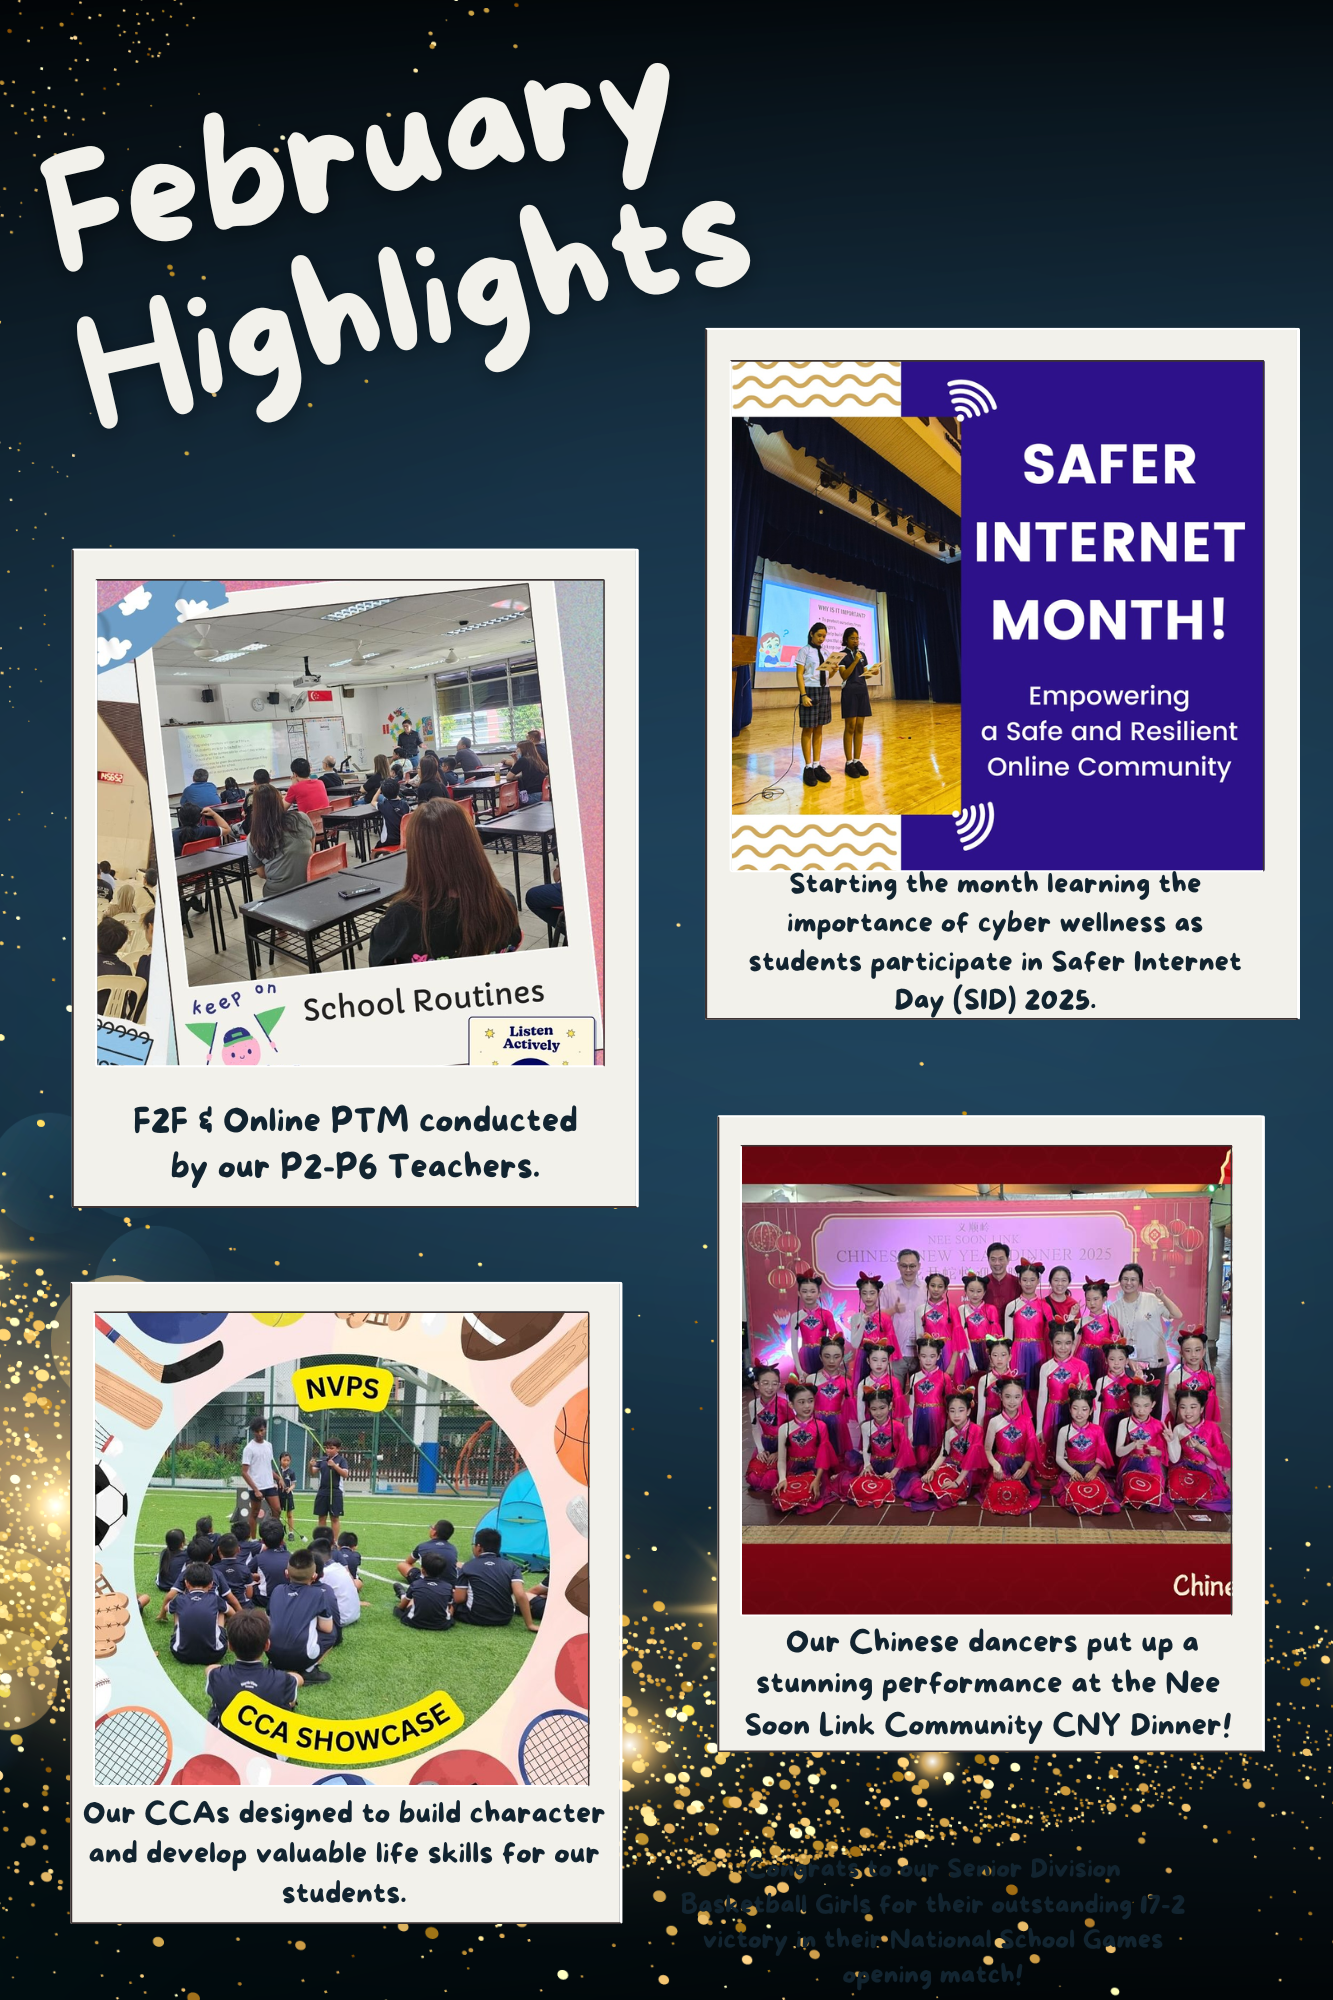 February
Highlights
SAFER
INTERNET
MONTH!
Empowering
a Safe and Resilient
Online Community
WHY IS IT IMPORTANT?
Starting the month learning the
importance of cyber wellness as
students participate in Safer Internet
Day (SID) 2025.
keep on
School Routines
Listen
Actively
F2F & Online PTM conducted
by our P2-P6 Teachers.
NEE SOON LINK
CHINESE NEW YEAR DINNER 2025
Chine
Our Chinese dancers put up a
stunning performance at the Nee
Soon Link Community CNY Dinner!
NVPS
CCA SHOWCASE
Our CCAs designed to build character
and develop valuable life skills for our
students.
Congrats to our Senior Division
Basketball Girls for their outstanding 17-2
victory in their National School Games
opening match!